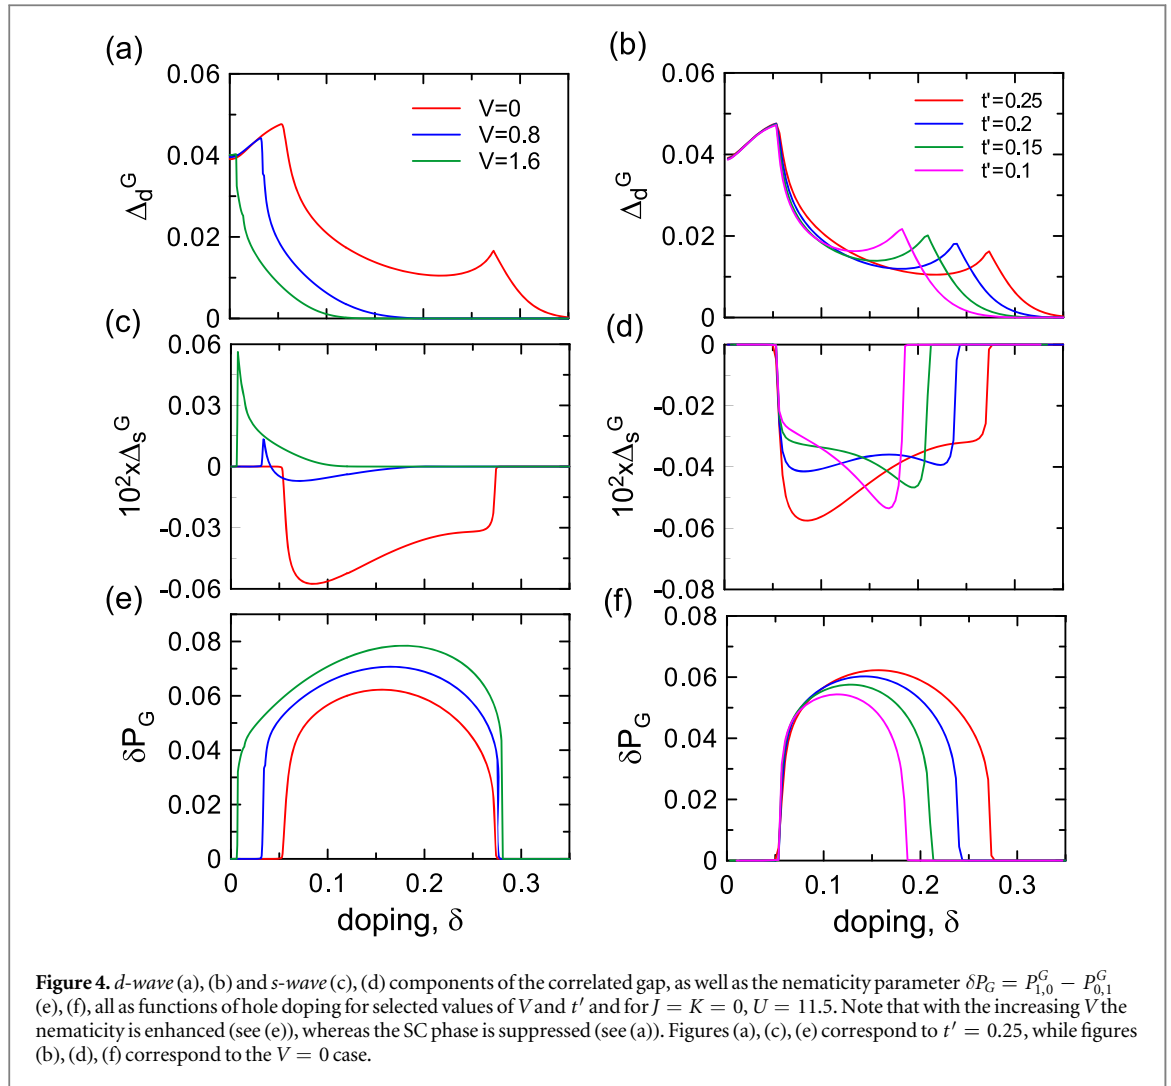 (a)
0.06
0.04
0.02
0
Δ_d^G
V=0
V=0.8
V=1.6
(b)
0.06
0.04
0.02
0
Δ_d^G
t'=0.25
t'=0.2
t'=0.15
t'=0.1
(c)
0.06
0.03
0
-0.03
-0.06
10²xΔ_s^G
(d)
0
-0.02
-0.04
-0.06
-0.08
10²xΔ_s^G
(e)
0.08
0.06
0.04
0.02
0
δP_G
0 0.1 0.2 0.3
doping, δ
(f)
0.08
0.06
0.04
0.02
0
δP_G
0 0.1 0.2 0.3
doping, δ
Figure 4. d-wave (a), (b) and s-wave (c), (d) components of the correlated gap, as well as the nematicity parameter δP_G = P_{1,0}^G − P_{0,1}^G
(e), (f), all as functions of hole doping for selected values of V and t′ and for J = K = 0, U = 11.5. Note that with the increasing V the
nematicity is enhanced (see (e)), whereas the SC phase is suppressed (see (a)). Figures (a), (c), (e) correspond to t′ = 0.25, while figures
(b), (d), (f) correspond to the V = 0 case.